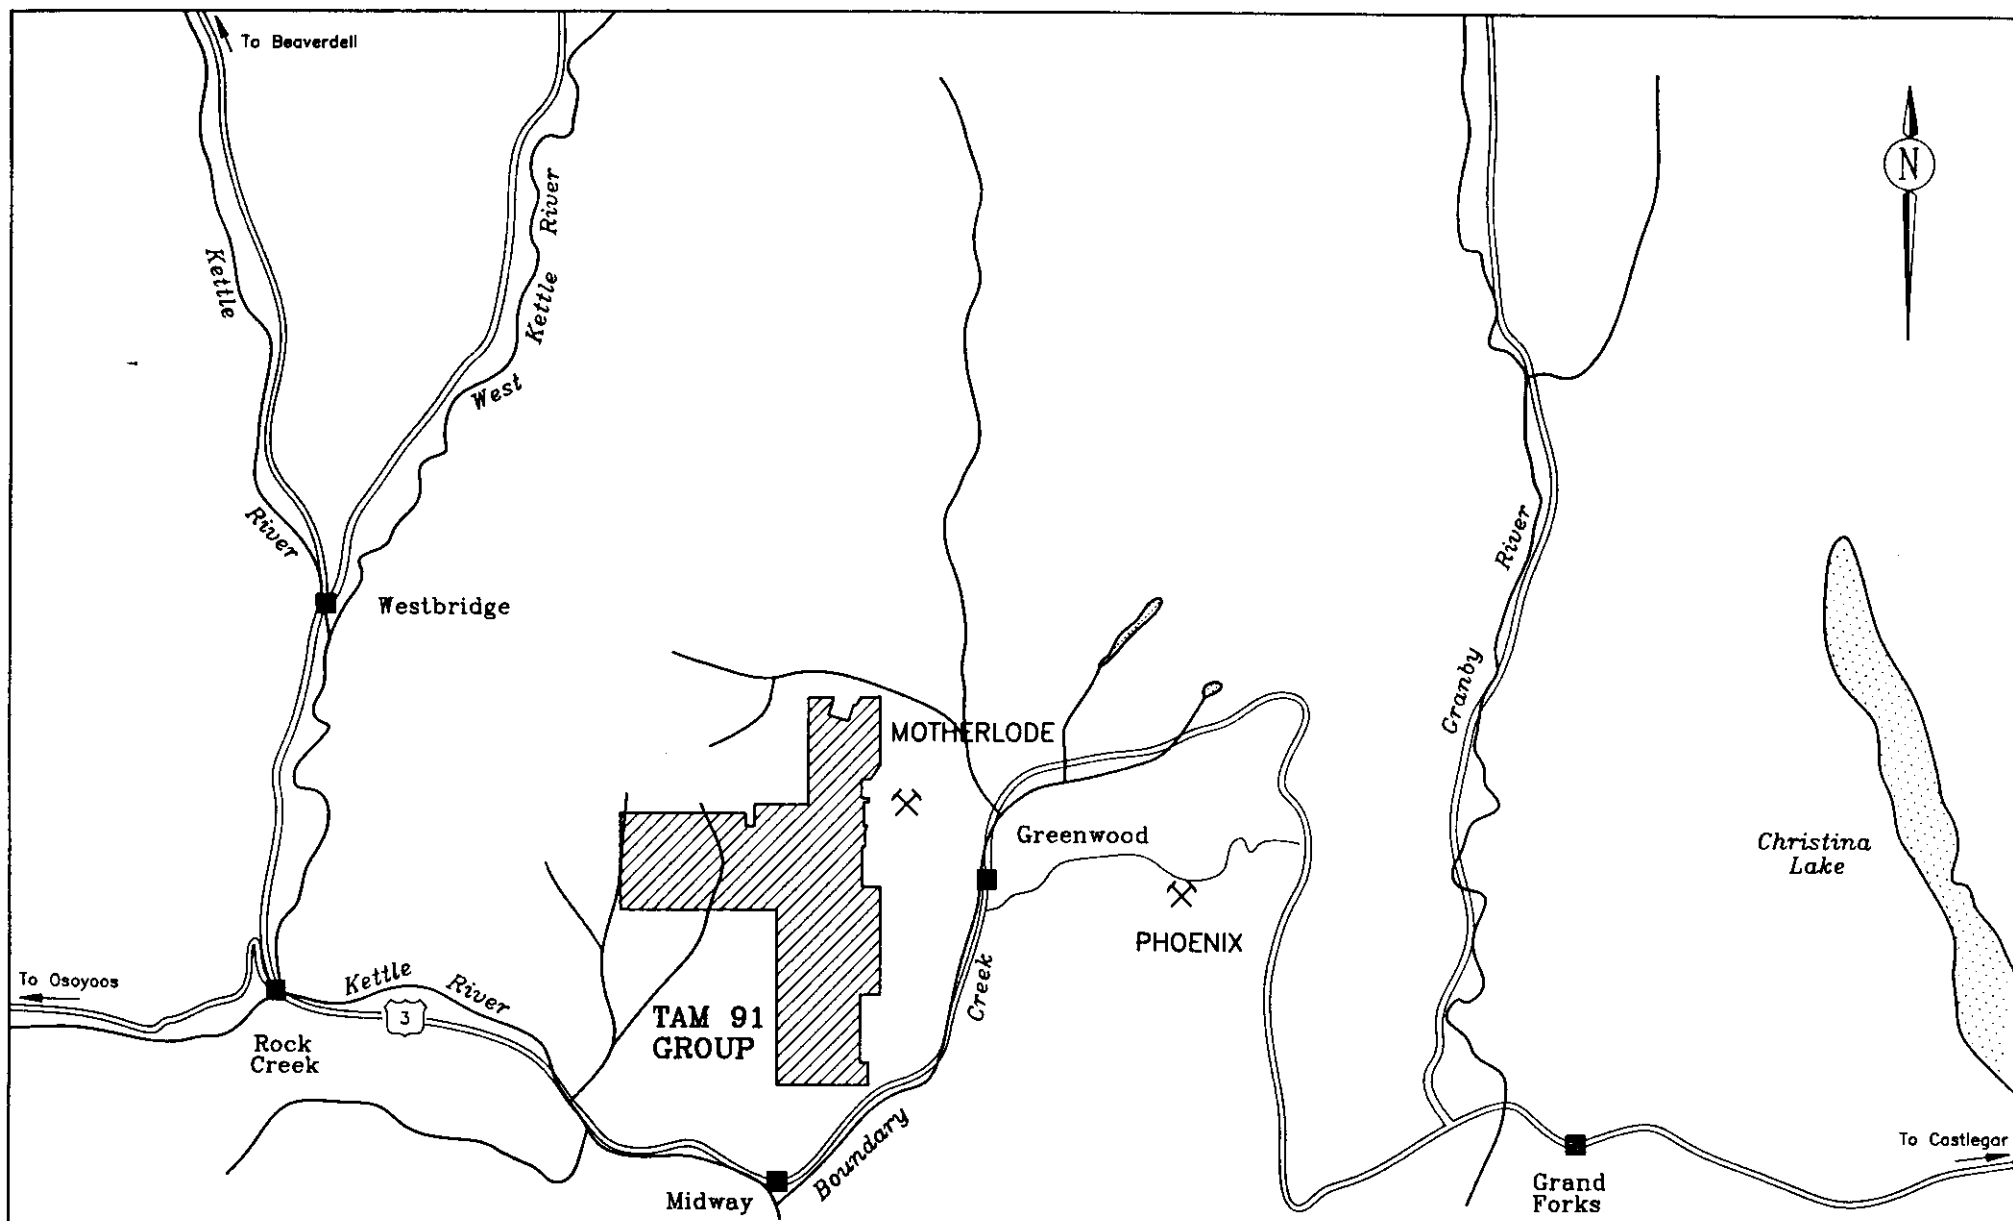 To Beaverdell
N
Kettle
River
West
Kettle
River
Westbridge
MOTHERLODE
Greenwood
PHOENIX
Granby
River
Christina
Lake
To Osoyoos
Kettle
River
3
Rock
Creek
TAM 91
GROUP
Creek
Boundary
Midway
Grand
Forks
To Castlegar